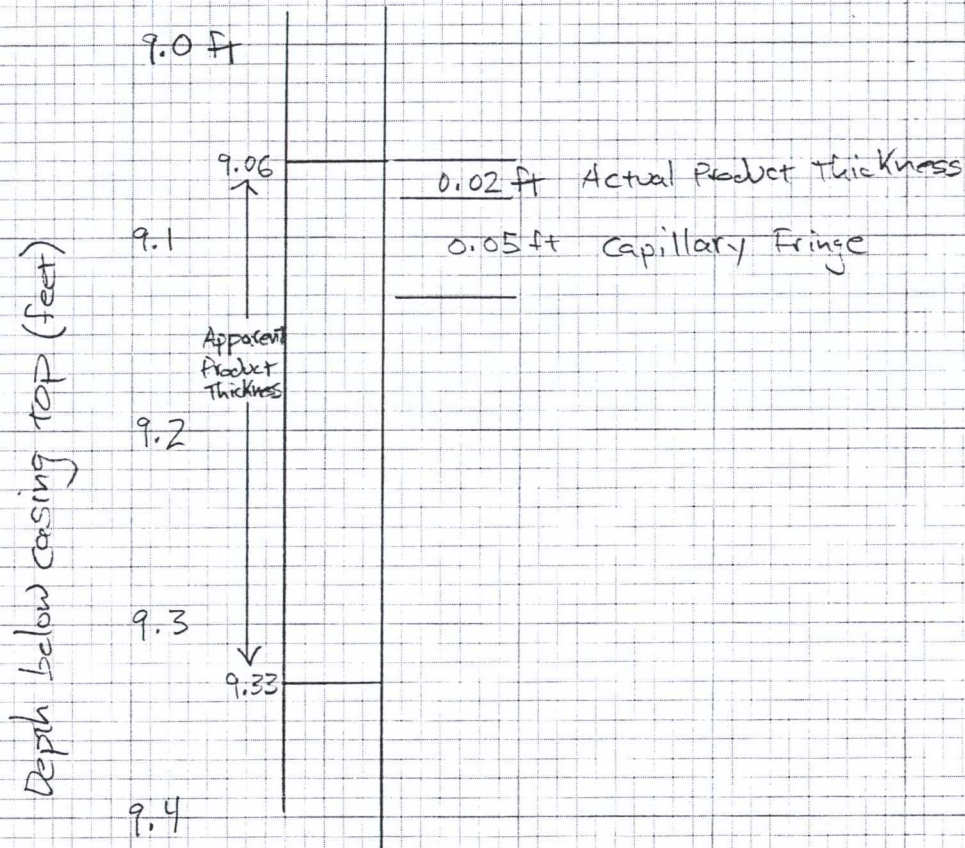 9.0 ft
9.06
0.02 ft Actual Product Thickness
9.1
0.05 ft Capillary Fringe
Apparent
Product
Thickness
9.2
9.3
9.33
9.4
Depth below casing top (feet)